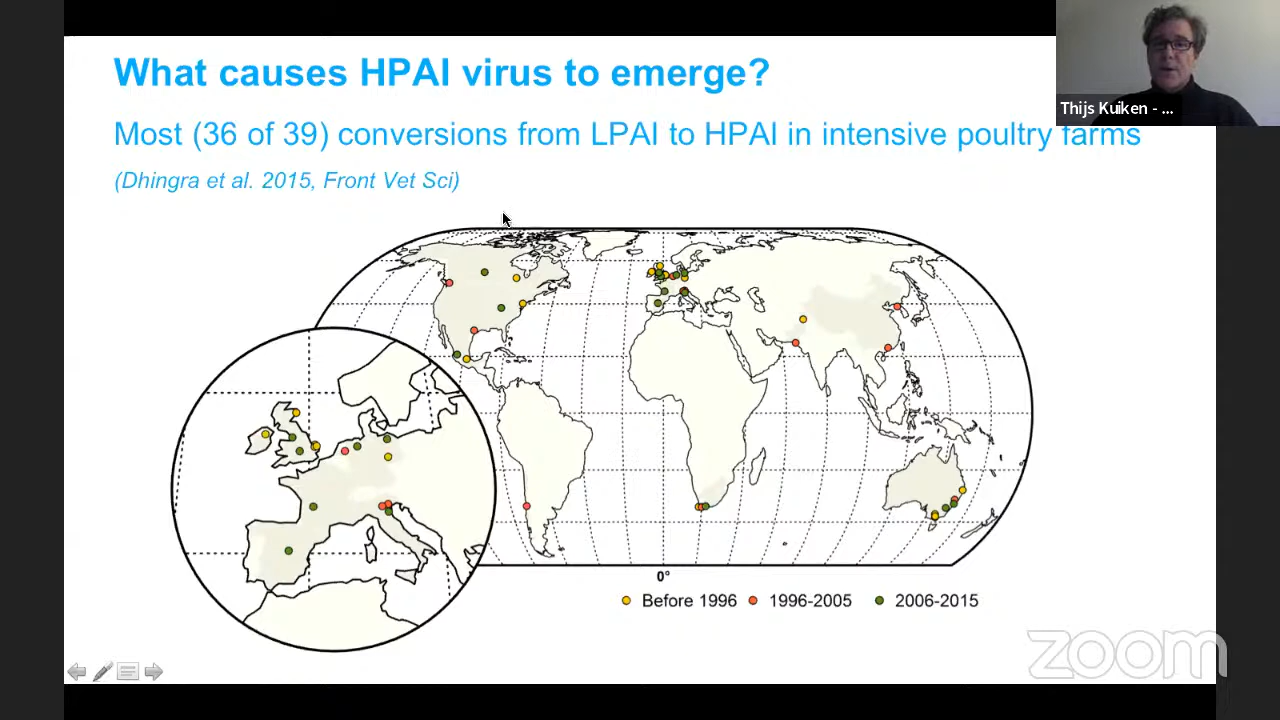 What causes HPAI virus to emerge?
Most (36 of 39) conversions from LPAI to HPAI in intensive poultry farms
(Dhingra et al. 2015, Front Vet Sci)
Thijs Kuiken - ...
0°
Before 1996 1996-2005 2006-2015
zoom